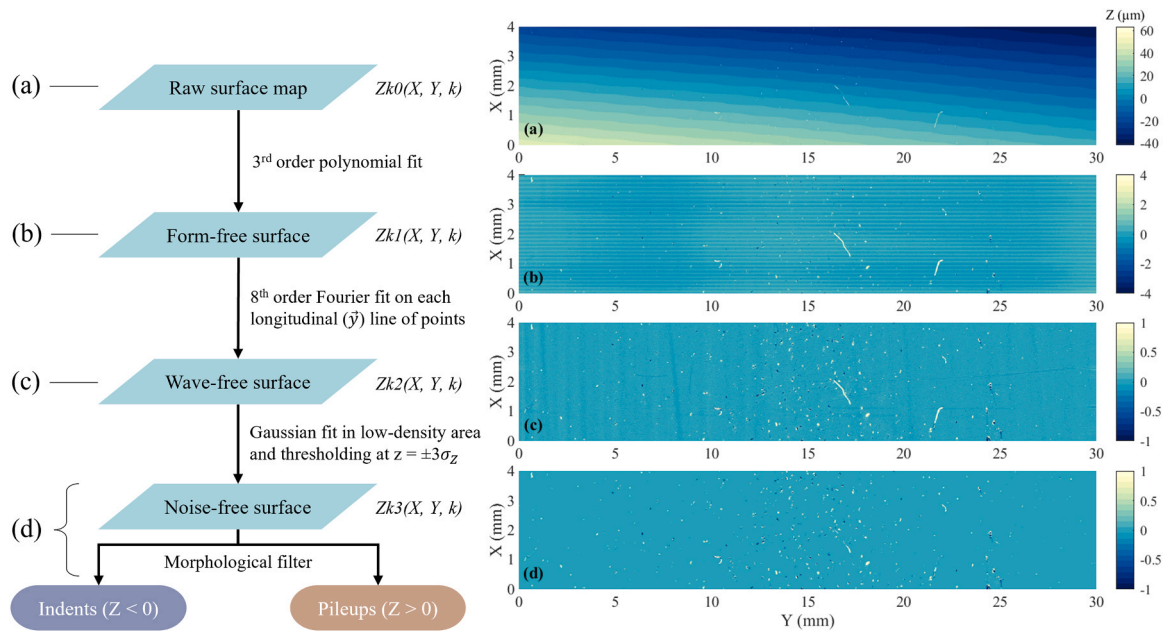 (a)
Raw surface map
Zk0(X, Y, k)
3rd order polynomial fit
(b)
Form-free surface
Zk1(X, Y, k)
8th order Fourier fit on each
longitudinal (y⃗) line of points
(c)
Wave-free surface
Zk2(X, Y, k)
Gaussian fit in low-density area
and thresholding at z = ±3σZ
(d)
Noise-free surface
Zk3(X, Y, k)
Morphological filter
Indents (Z < 0)
Pileups (Z > 0)
Z (µm)
X (mm)
4
3
2
1
0
(a)
0 5 10 15 20 25 30
60
40
20
0
-20
-40
X (mm)
4
3
2
1
0
(b)
0 5 10 15 20 25 30
4
2
0
-2
-4
X (mm)
4
3
2
1
0
(c)
0 5 10 15 20 25 30
1
0.5
0
-0.5
-1
X (mm)
4
3
2
1
0
(d)
0 5 10 15 20 25 30
Y (mm)
1
0.5
0
-0.5
-1